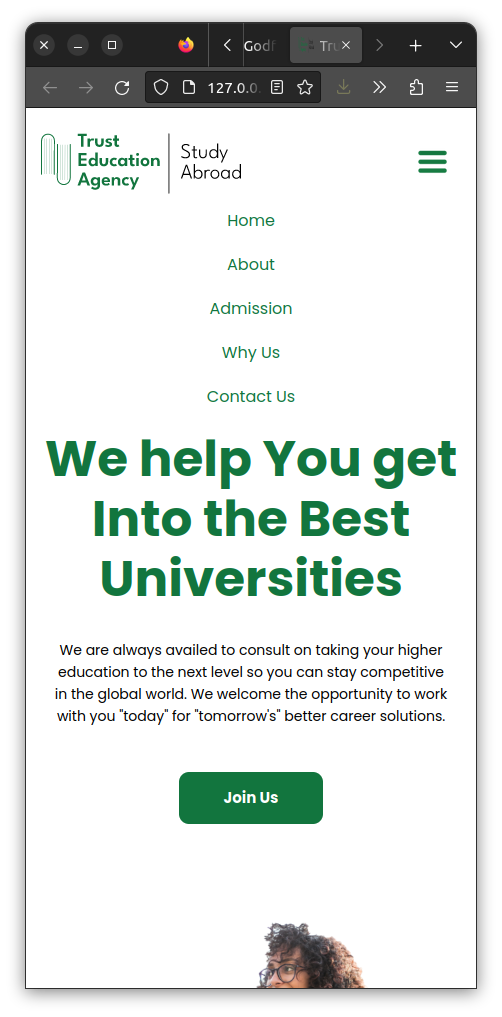 Godf
Tru
127.0.0.
Trust
Education
Agency
Study
Abroad
Home
About
Admission
Why Us
Contact Us
We help You get
Into the Best
Universities
We are always availed to consult on taking your higher
education to the next level so you can stay competitive
in the global world. We welcome the opportunity to work
with you "today" for "tomorrow's" better career solutions.
Join Us